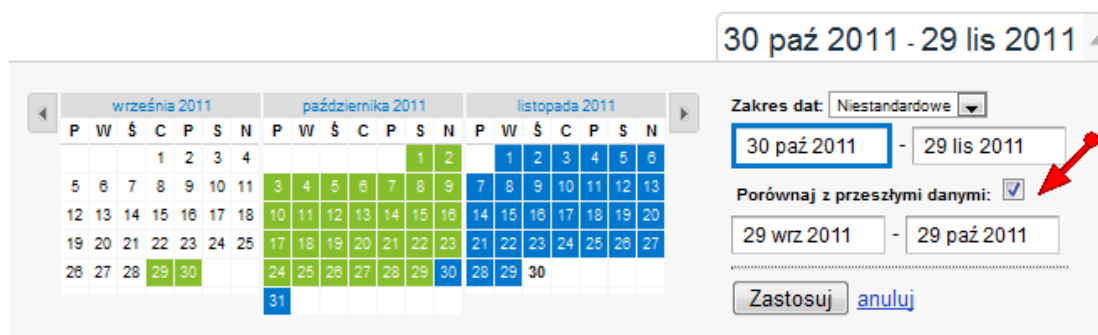 30 paź 2011 - 29 lis 2011
września 2011 października 2011 listopada 2011
P W Ś C P S N P W Ś C P S N P W Ś C P S N
1 2 3 4 1 2 1 2 3 4 5 6
5 6 7 8 9 10 11 3 4 5 6 7 8 9 7 8 9 10 11 12 13
12 13 14 15 16 17 18 10 11 12 13 14 15 16 14 15 16 17 18 19 20
19 20 21 22 23 24 25 17 18 19 20 21 22 23 21 22 23 24 25 26 27
26 27 28 29 30 24 25 26 27 28 29 30 28 29 30
31
Zakres dat: Niestandardowe
30 paź 2011 - 29 lis 2011
Porównaj z przeszłymi danymi:
29 wrz 2011 - 29 paź 2011
Zastosuj anuluj